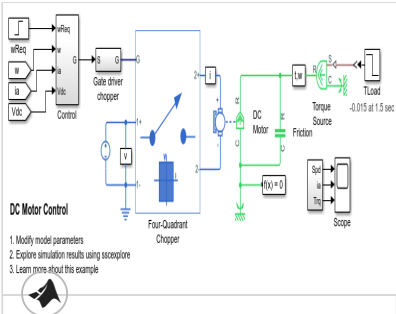 wReq
w
ia
Vdc
wReq
w
ia
Vdc
G
Control
S
G
Gate driver
chopper
G
1+
1-
2+
2-
v
Four-Quadrant
Chopper
i
+
-
R
C
DC
Motor
R
C
Friction
f(x) = 0
t,w
R
S
C
Torque
Source
TLoad
-0.015 at 1.5 sec
Spd
ia
Trq
Scope
DC Motor Control
1. Modify model parameters
2. Explore simulation results using sscexplore
3. Learn more about this example